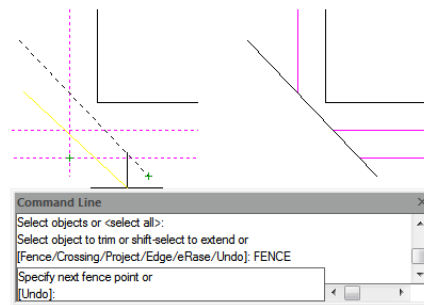 Command Line
Select objects or <select all>:
Select object to trim or shift-select to extend or
[Fence/Crossing/Project/Edge/eRase/Undo]: FENCE
Specify next fence point or
[Undo]: